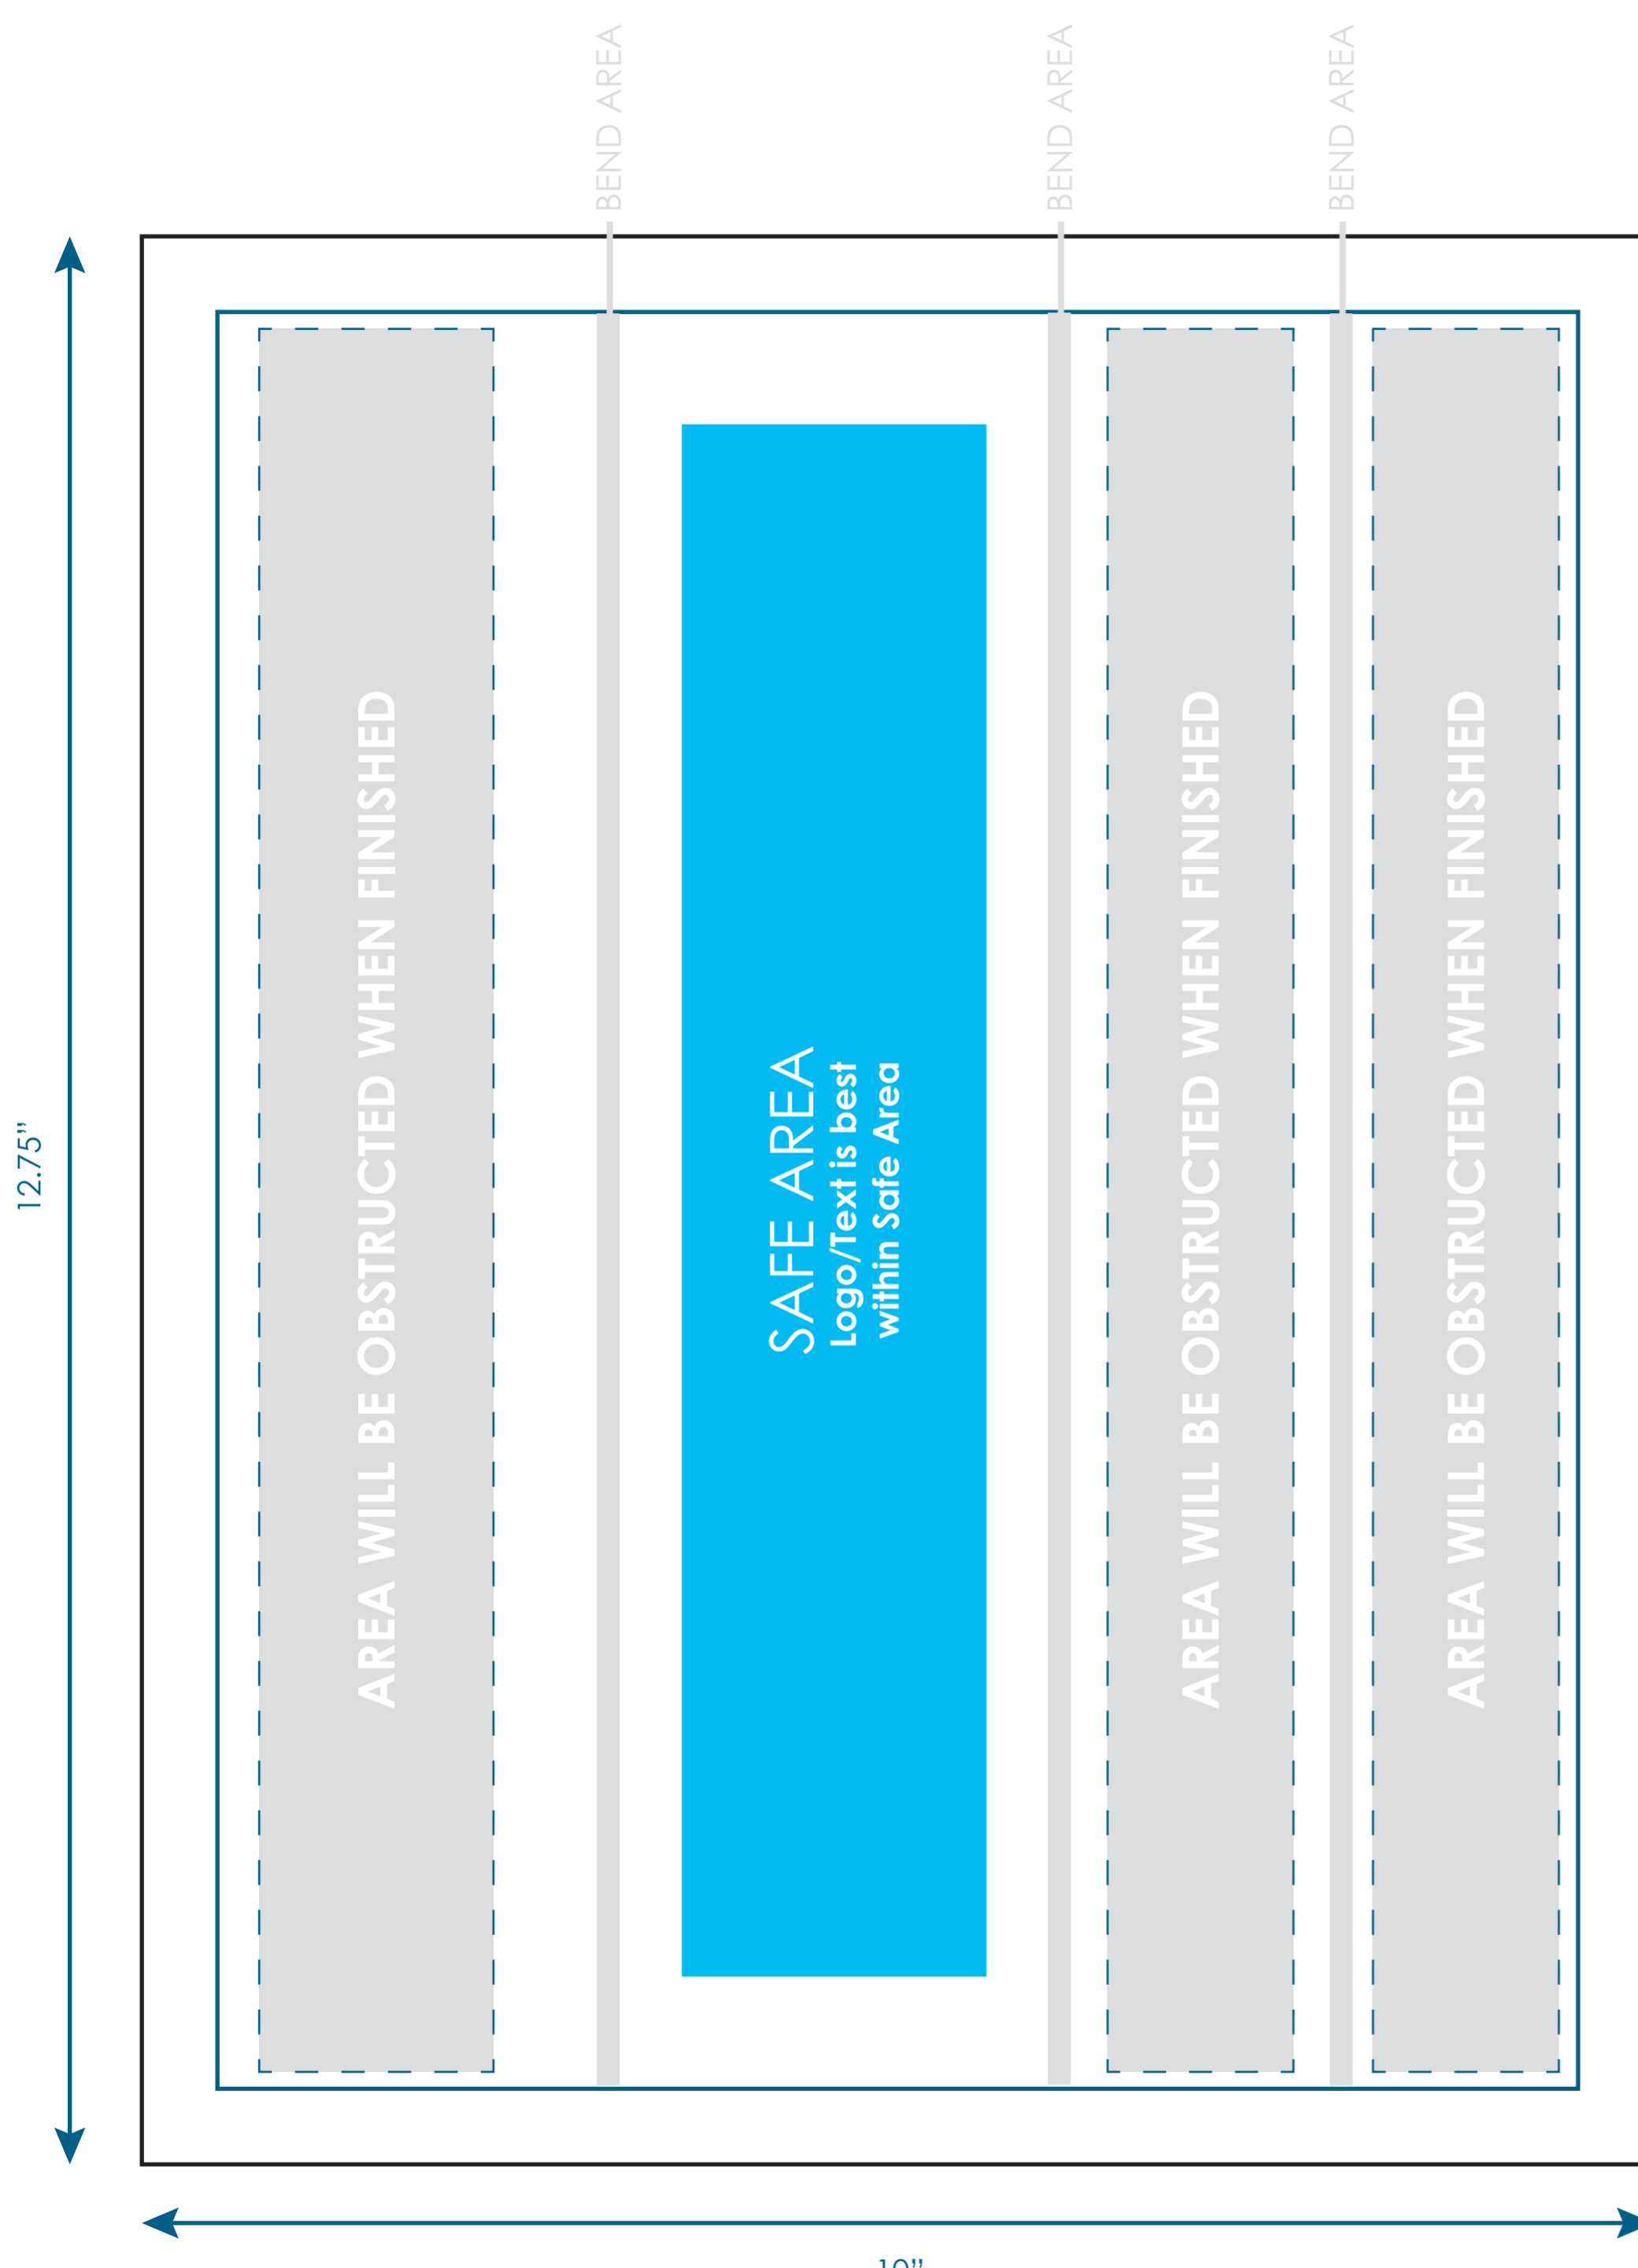 BEND AREA
BEND AREA
BEND AREA
12.75”
AREA WILL BE OBSTRUCTED WHEN FINISHED
SAFE AREA
Logo/Text is best
within Safe Area
AREA WILL BE OBSTRUCTED WHEN FINISHED
AREA WILL BE OBSTRUCTED WHEN FINISHED
10”